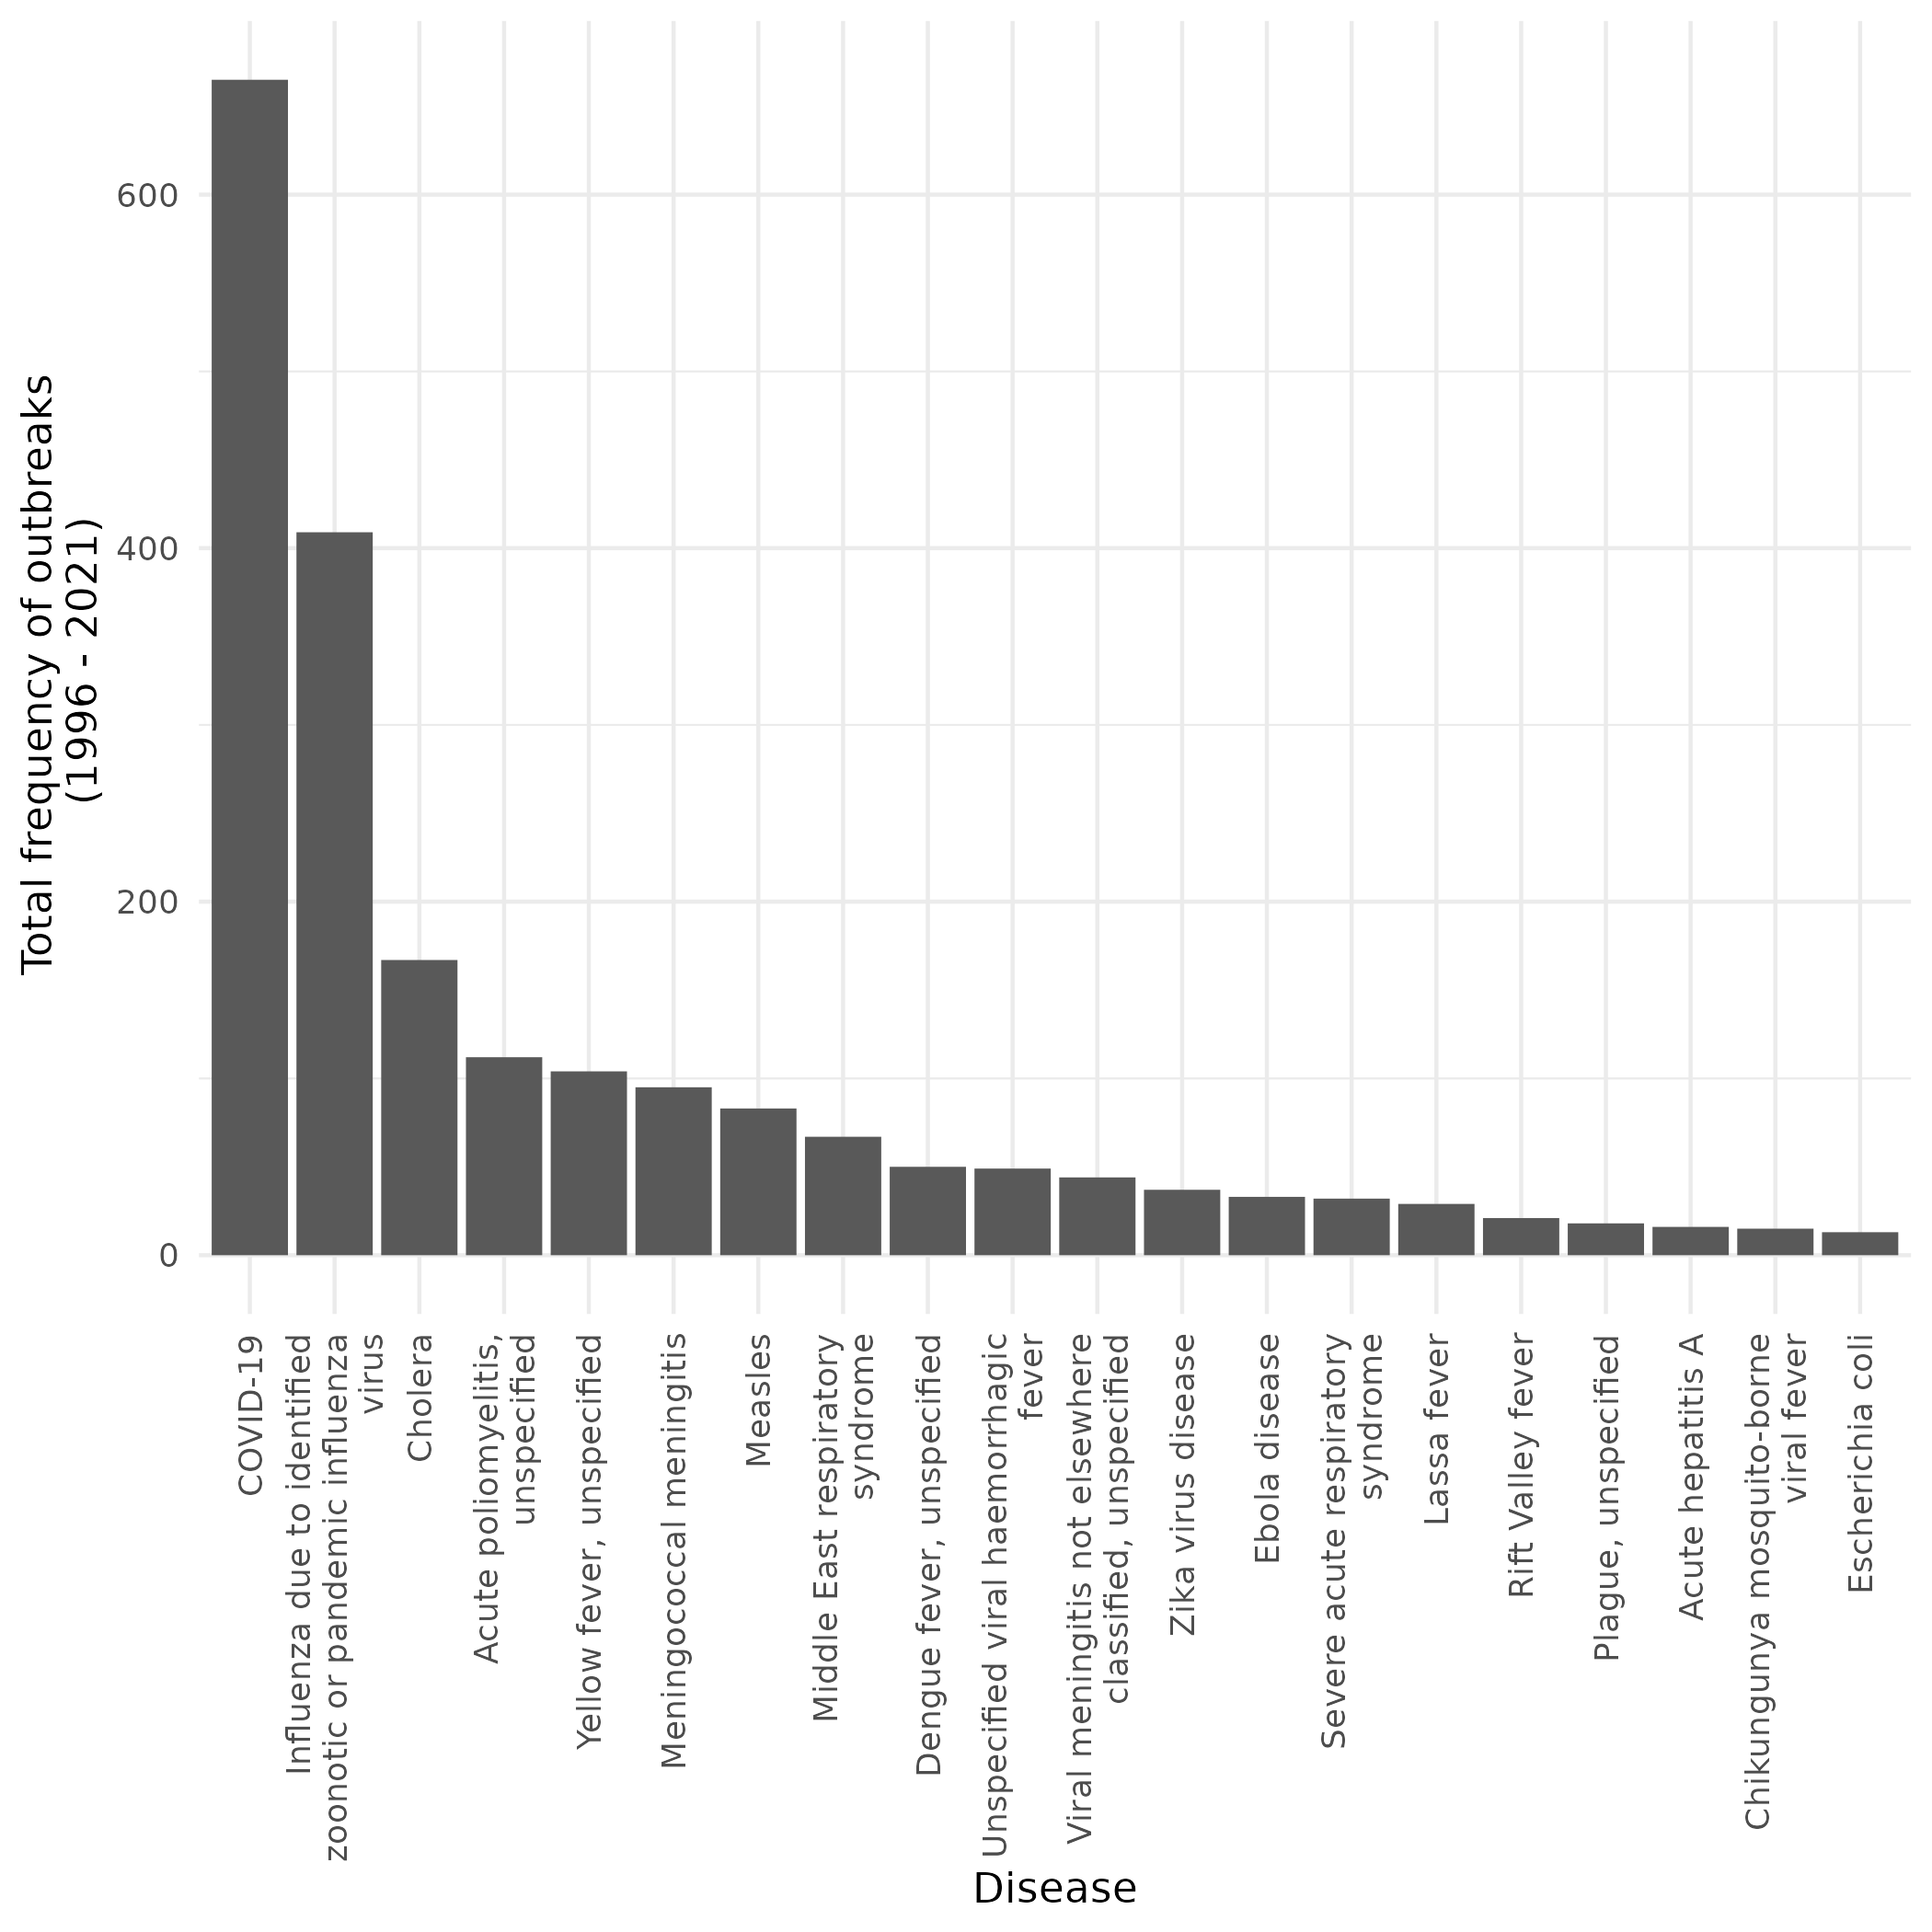 Total frequency of outbreaks
(1996 - 2021)
600
400
200
0
COVID-19
Influenza due to identified
zoonotic or pandemic influenza
virus
Cholera
Acute poliomyelitis,
unspecified
Yellow fever, unspecified
Meningococcal meningitis
Measles
Middle East respiratory
syndrome
Dengue fever, unspecified
Unspecified viral haemorrhagic
fever
Viral meningitis not elsewhere
classified, unspecified
Zika virus disease
Ebola disease
Severe acute respiratory
syndrome
Lassa fever
Rift Valley fever
Plague, unspecified
Acute hepatitis A
Chikungunya mosquito-borne
viral fever
Escherichia coli
Disease